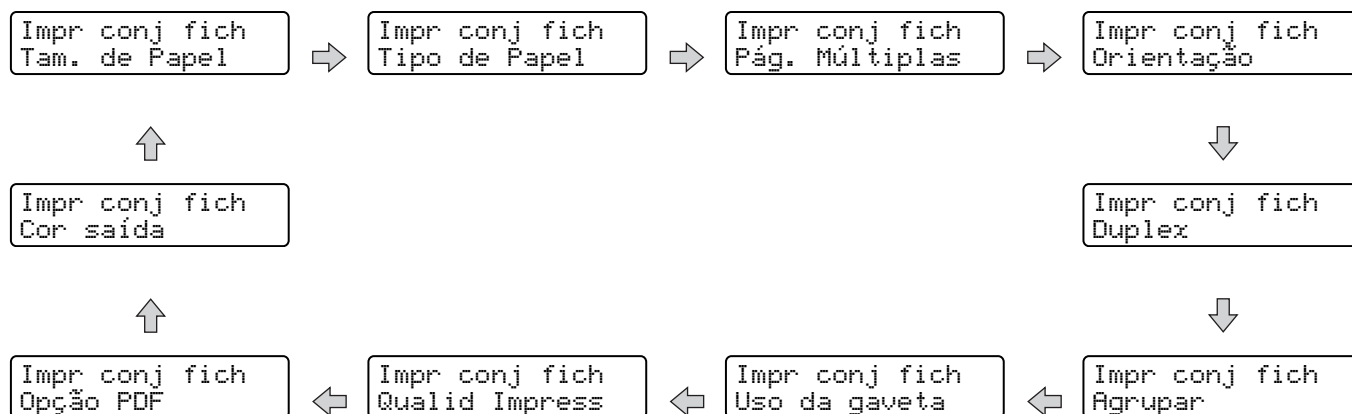 Impr conj fich
Tam. de Papel
Impr conj fich
Tipo de Papel
Impr conj fich
Pág. Múltiplas
Impr conj fich
Orientação
Impr conj fich
Cor saída
Impr conj fich
Duplex
Impr conj fich
Opção PDF
Impr conj fich
Qualid Impress
Impr conj fich
Uso da gaveta
Impr conj fich
Agrupar